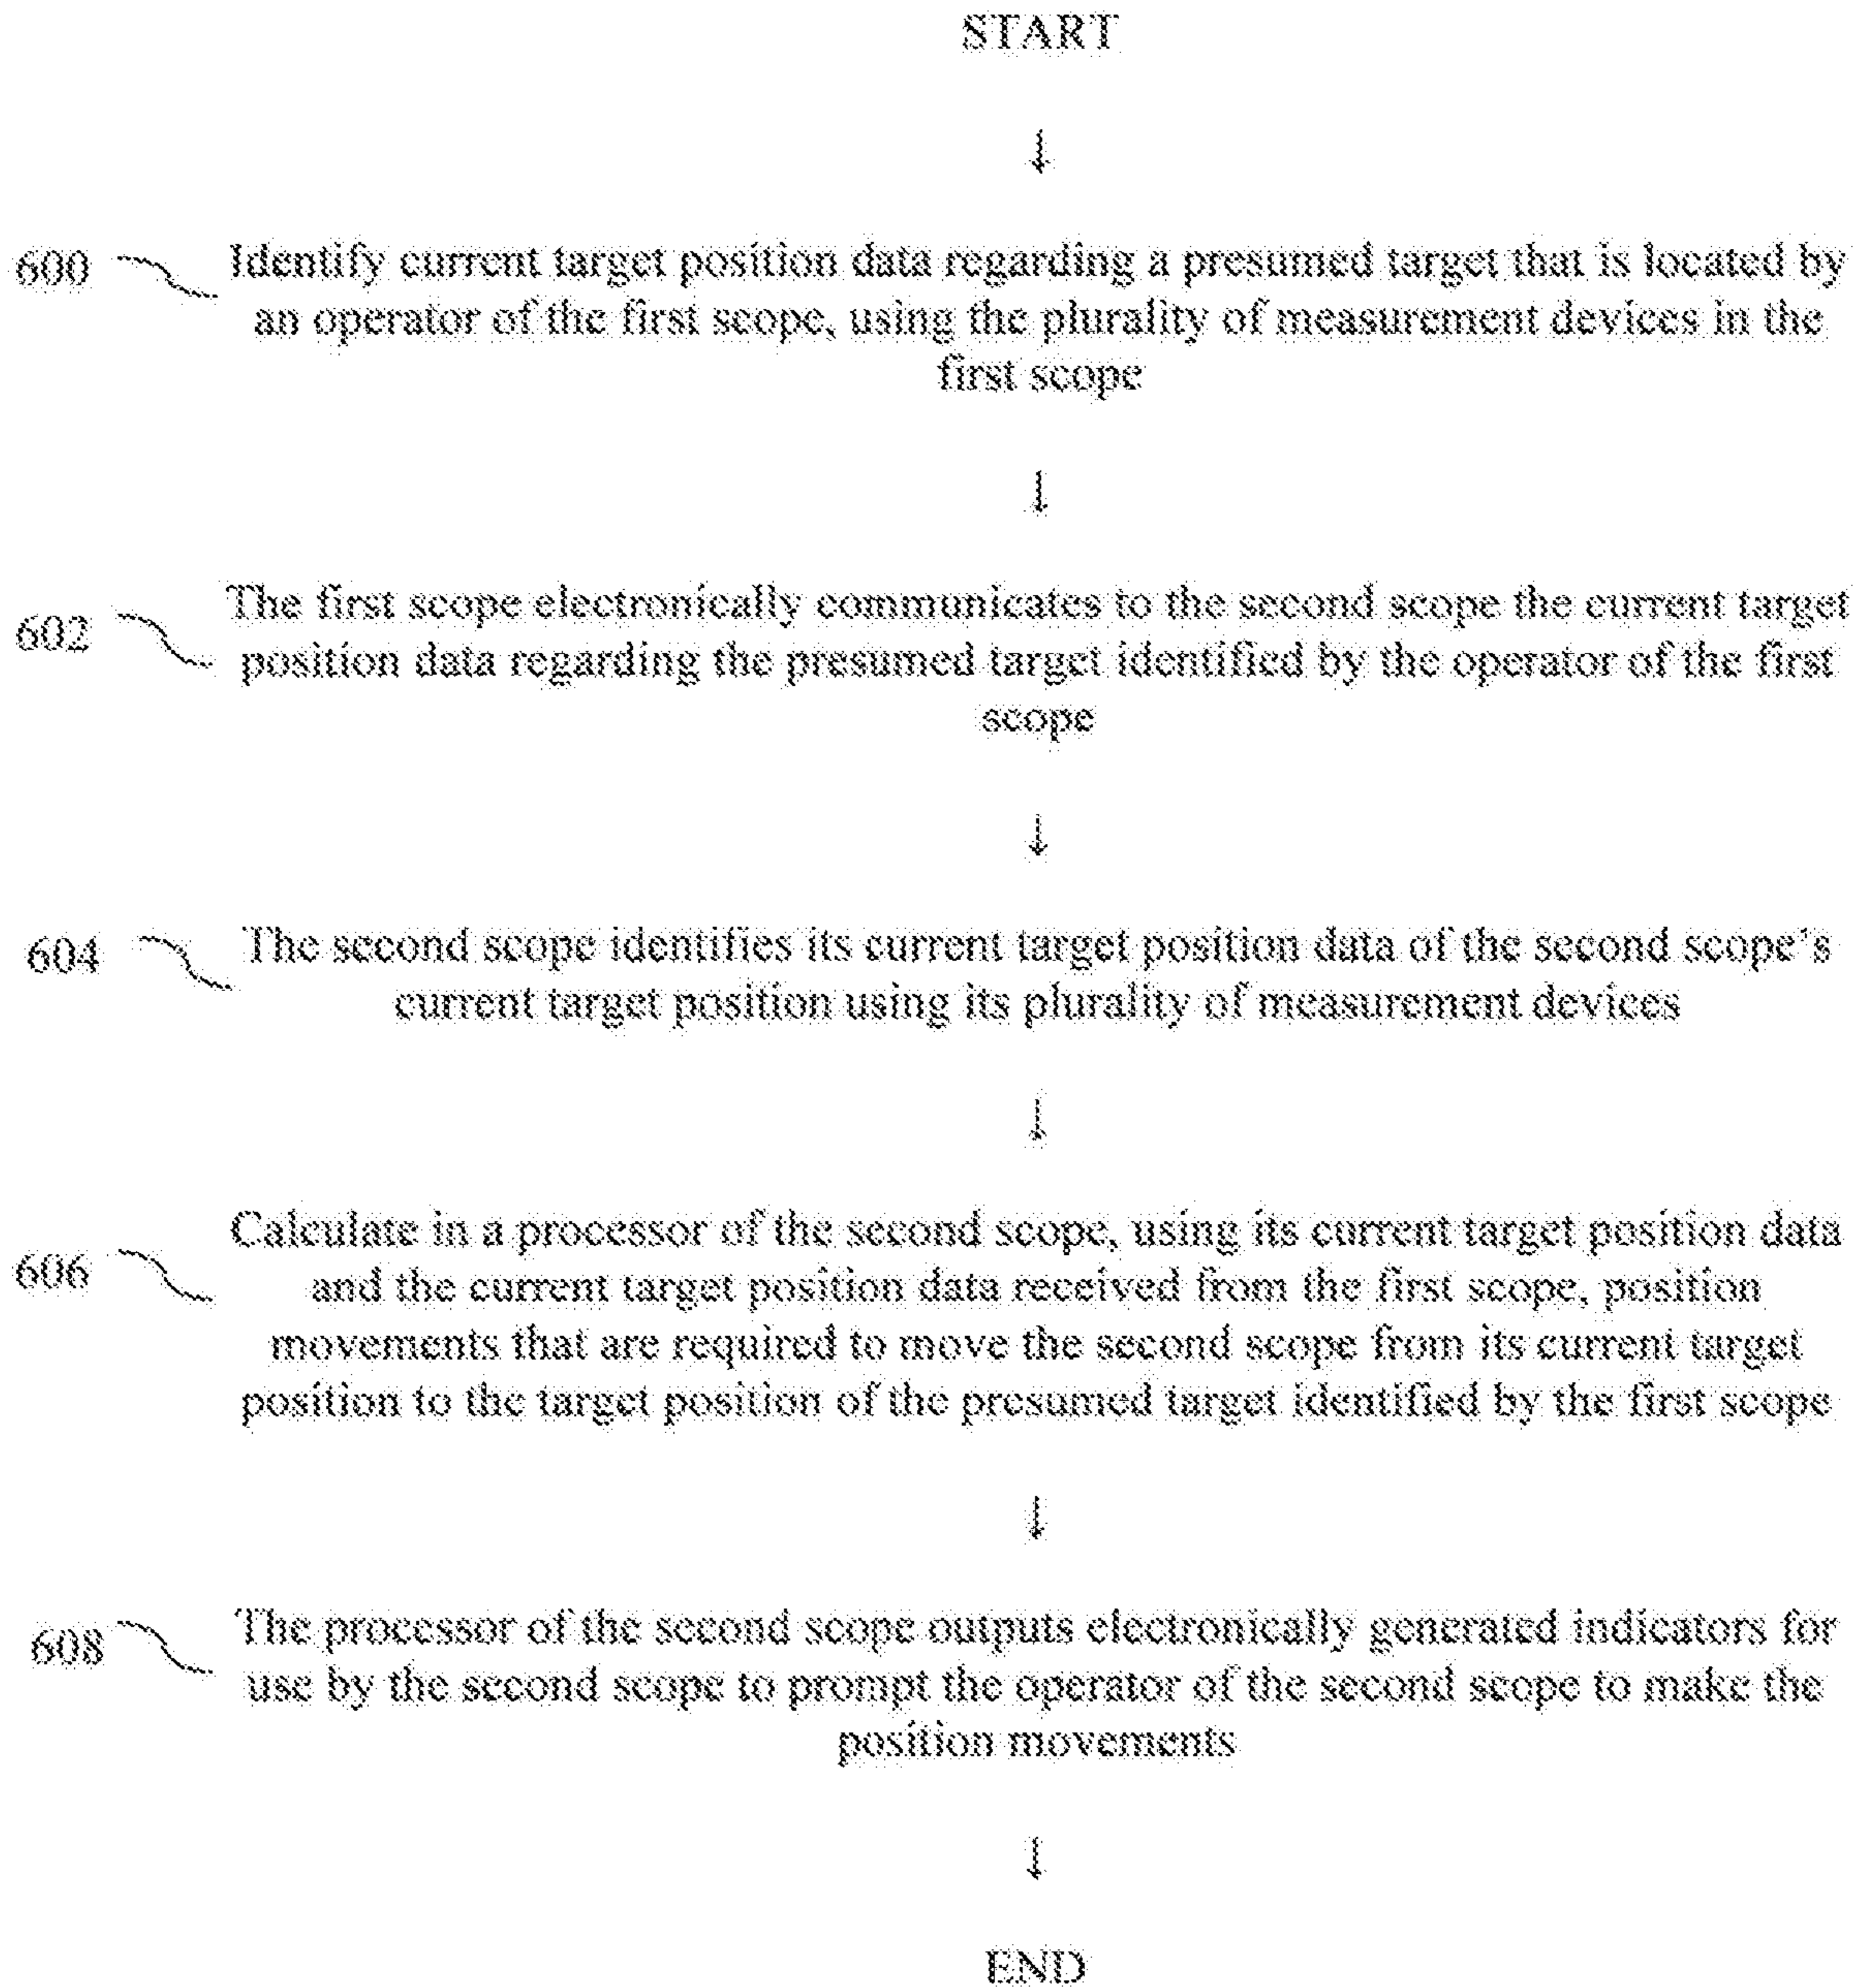 START
↓
600 Identify current target position data regarding a presumed target that is located by
an operator of the first scope, using the plurality of measurement devices in the
first scope
↓
602 The first scope electronically communicates to the second scope the current target
position data regarding the presumed target identified by the operator of the first
scope
↓
604 The second scope identifies its current target position data of the second scope's
current target position using its plurality of measurement devices
↓
606 Calculate in a processor of the second scope, using its current target position data
and the current target position data received from the first scope, position
movements that are required to move the second scope from its current target
position to the target position of the presumed target identified by the first scope
↓
608 The processor of the second scope outputs electronically generated indicators for
use by the second scope to prompt the operator of the second scope to make the
position movements
↓
END